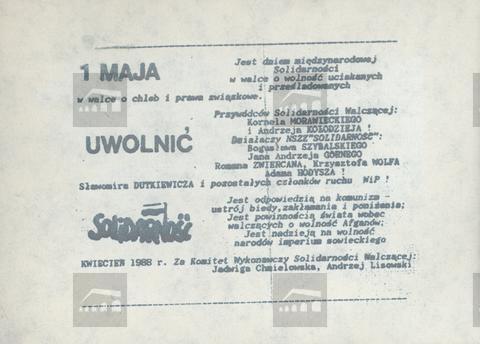 1 MAJA
Jest dniem międzynarodowej
Solidarności
w walce o wolność uciskanych
i prześladowanych
w walce o chleb i prawa związkowe.
UWOLNIĆ
Przywódców Solidarności Walczącej:
Kornela MORAWIECKIEGO
i Andrzeja KOŁODZIEJA !
Działaczy NSZZ"SOLIDARNOŚĆ":
Bogusława SZYBALSKIEGO
Jana Andrzeja GÓRNEGO
Romana ZWIERCANA, Krzysztofa WOLFA
Adama HODYSZA !
Sławomira DUTKIEWICZA i pozostałych członków ruchu WiP !
SOLIDARNOŚĆ
Jest odpowiedzią na komunizm -
ustrój biedy, zakłamania i poniżenia;
Jest powinnością świata wobec
walczących o wolność Afganów;
Jest nadzieją na wolność
narodów imperium sowieckiego
KWIECIEŃ 1988 r. Za Komitet Wykonawczy Solidarności Walczącej:
Jadwiga Chmielowska, Andrzej Lisowski